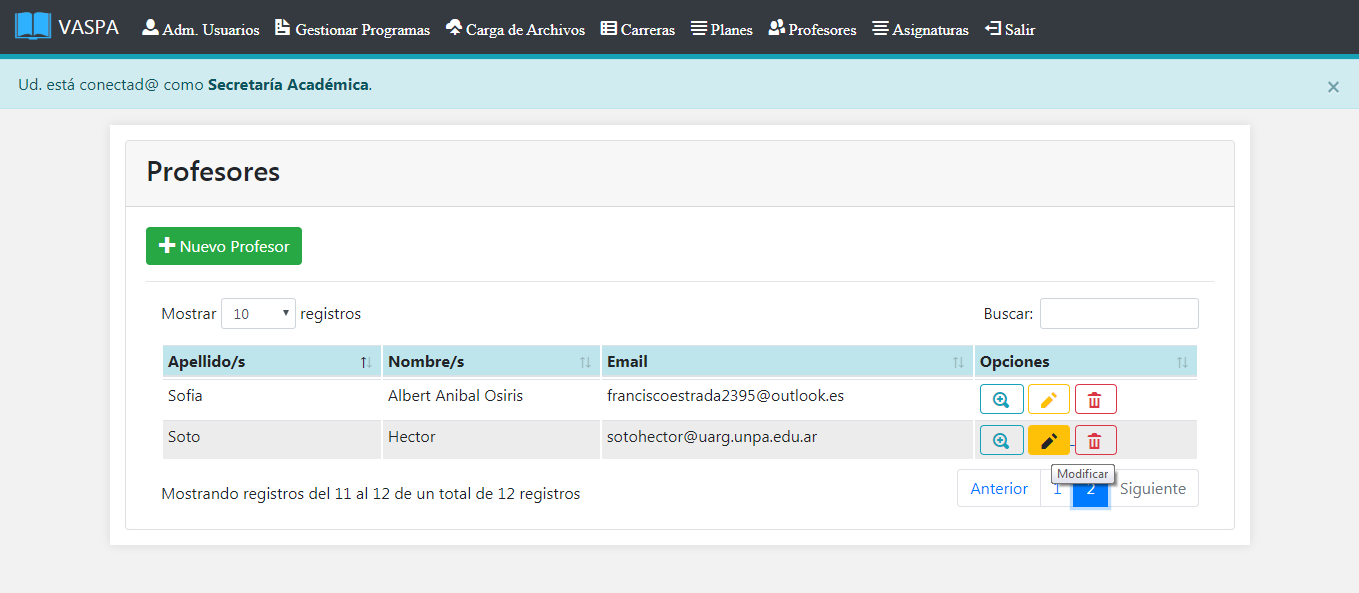 VASPA Adm. Usuarios Gestionar Programas Carga de Archivos Carreras Planes Profesores Asignaturas Salir
Ud. está conectad@ como Secretaría Académica. ×
Profesores
Nuevo Profesor
Mostrar 10 registros Buscar:
Apellido/s Nombre/s Email Opciones
Sofia Albert Anibal Osiris franciscoestrada2395@outlook.es
Soto Hector sotohector@uarg.unpa.edu.ar
Modificar
Mostrando registros del 11 al 12 de un total de 12 registros Anterior 1 2 Siguiente